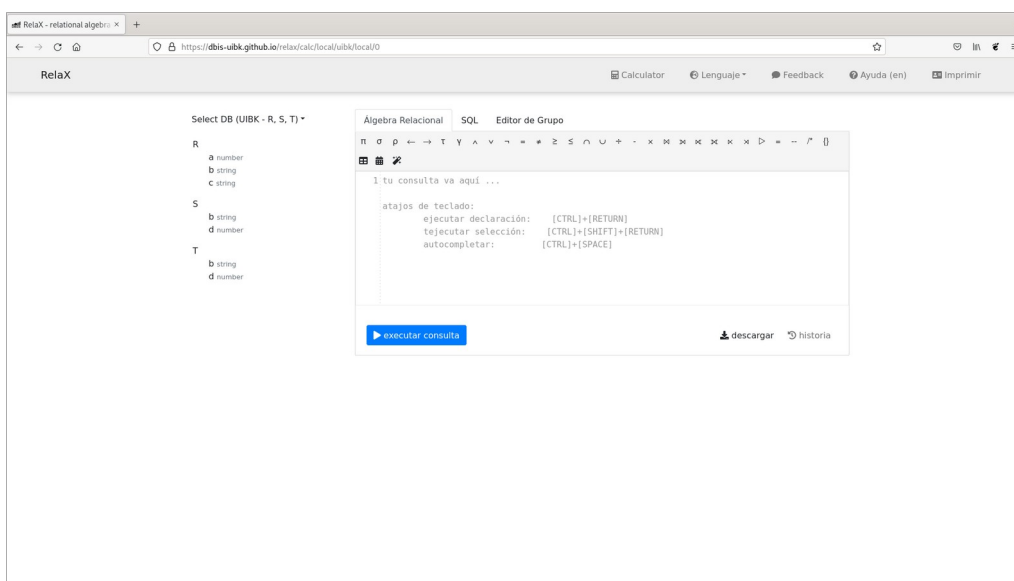 RelaX - relational algebra
https://dbis-uibk.github.io/relax/calc/local/uibk/local/0
RelaX
Calculator Lenguaje Feedback Ayuda (en) Imprimir
Select DB (UIBK - R, S, T)
Álgebra Relacional SQL Editor de Grupo
R
a number
b string
c string
S
b string
d number
T
b string
d number
π σ ρ ← → τ γ ∧ ∨ ¬ = ≠ ≥ ≤ ∩ ∪ ÷ - × ⨝ ⟕ ⟖ ⟗ ⋉ ⋊ ▷ = -- /* {}
1 tu consulta va aquí ...
atajos de teclado:
ejecutar declaración: [CTRL]+[RETURN]
tejecutar selección: [CTRL]+[SHIFT]+[RETURN]
autocompletar: [CTRL]+[SPACE]
executar consulta
descargar historia